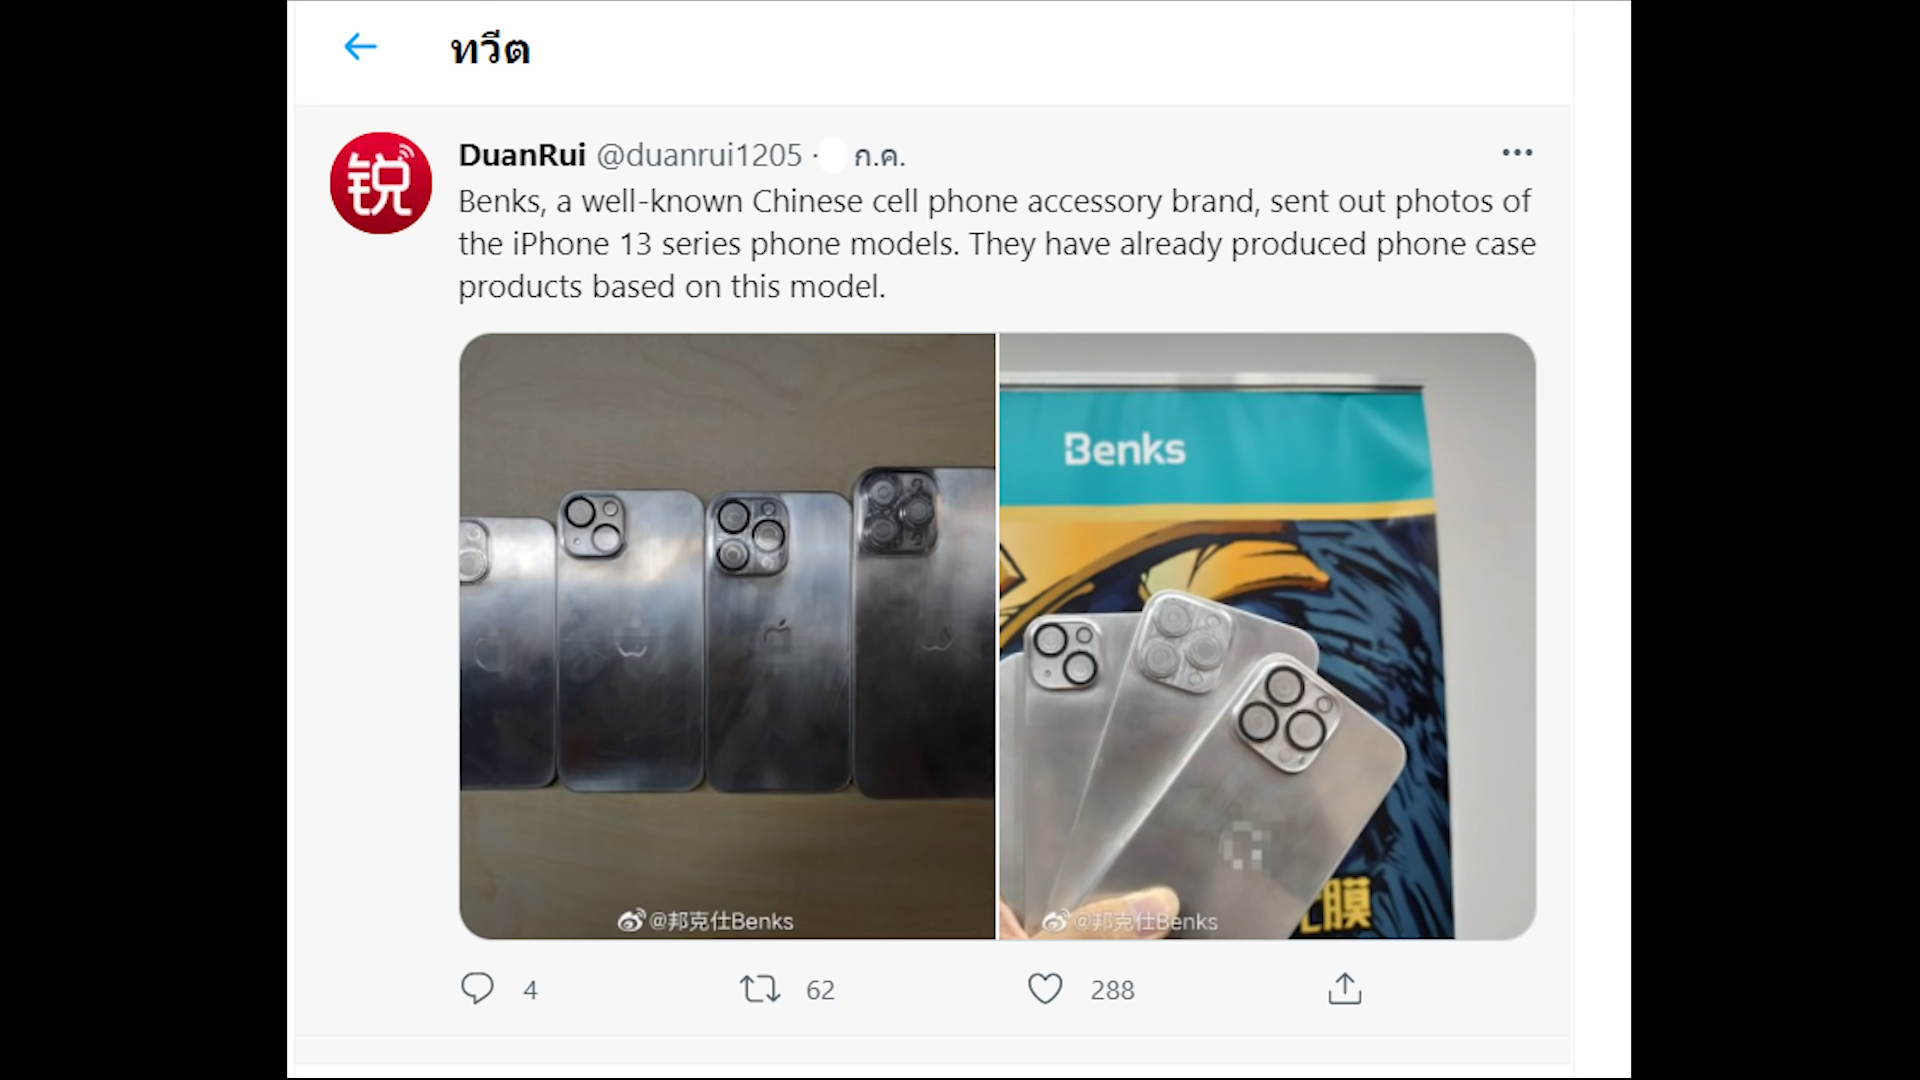 ทวีต
锐
DuanRui @duanrui1205 · ก.ค.
Benks, a well-known Chinese cell phone accessory brand, sent out photos of
the iPhone 13 series phone models. They have already produced phone case
products based on this model.
Benks
膜
@邦克仕Benks
@邦克仕Benks
4
62
288